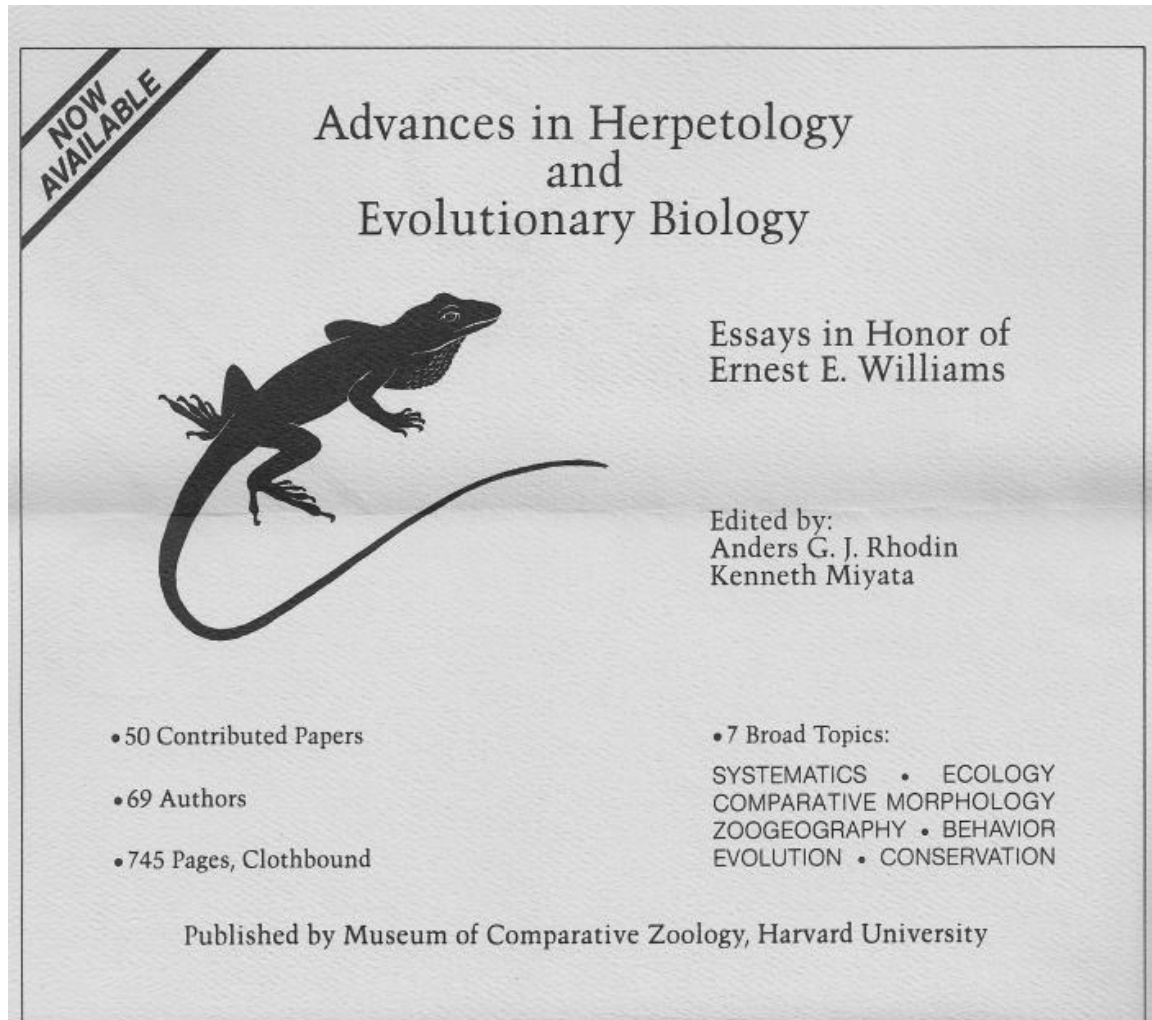 NOW
AVAILABLE
Advances in Herpetology
and
Evolutionary Biology
Essays in Honor of
Ernest E. Williams
Edited by:
Anders G. J. Rhodin
Kenneth Miyata
• 50 Contributed Papers
• 69 Authors
• 745 Pages, Clothbound
• 7 Broad Topics:
SYSTEMATICS • ECOLOGY
COMPARATIVE MORPHOLOGY
ZOOGEOGRAPHY • BEHAVIOR
EVOLUTION • CONSERVATION
Published by Museum of Comparative Zoology, Harvard University